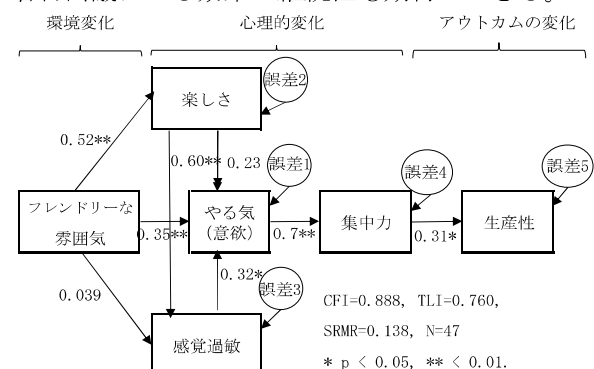 環境変化
心理的変化
アウトカムの変化
楽しさ
誤差2
0.52**
0.60**
0.23
誤差1
誤差4
誤差5
フレンドリーな
雰囲気
0.35**
やる気
(意欲)
0.7**
集中力
0.31*
生産性
0.039
0.32*
誤差3
感覚過敏
CFI=0.888, TLI=0.760,
SRMR=0.138, N=47
* p < 0.05, ** < 0.01.